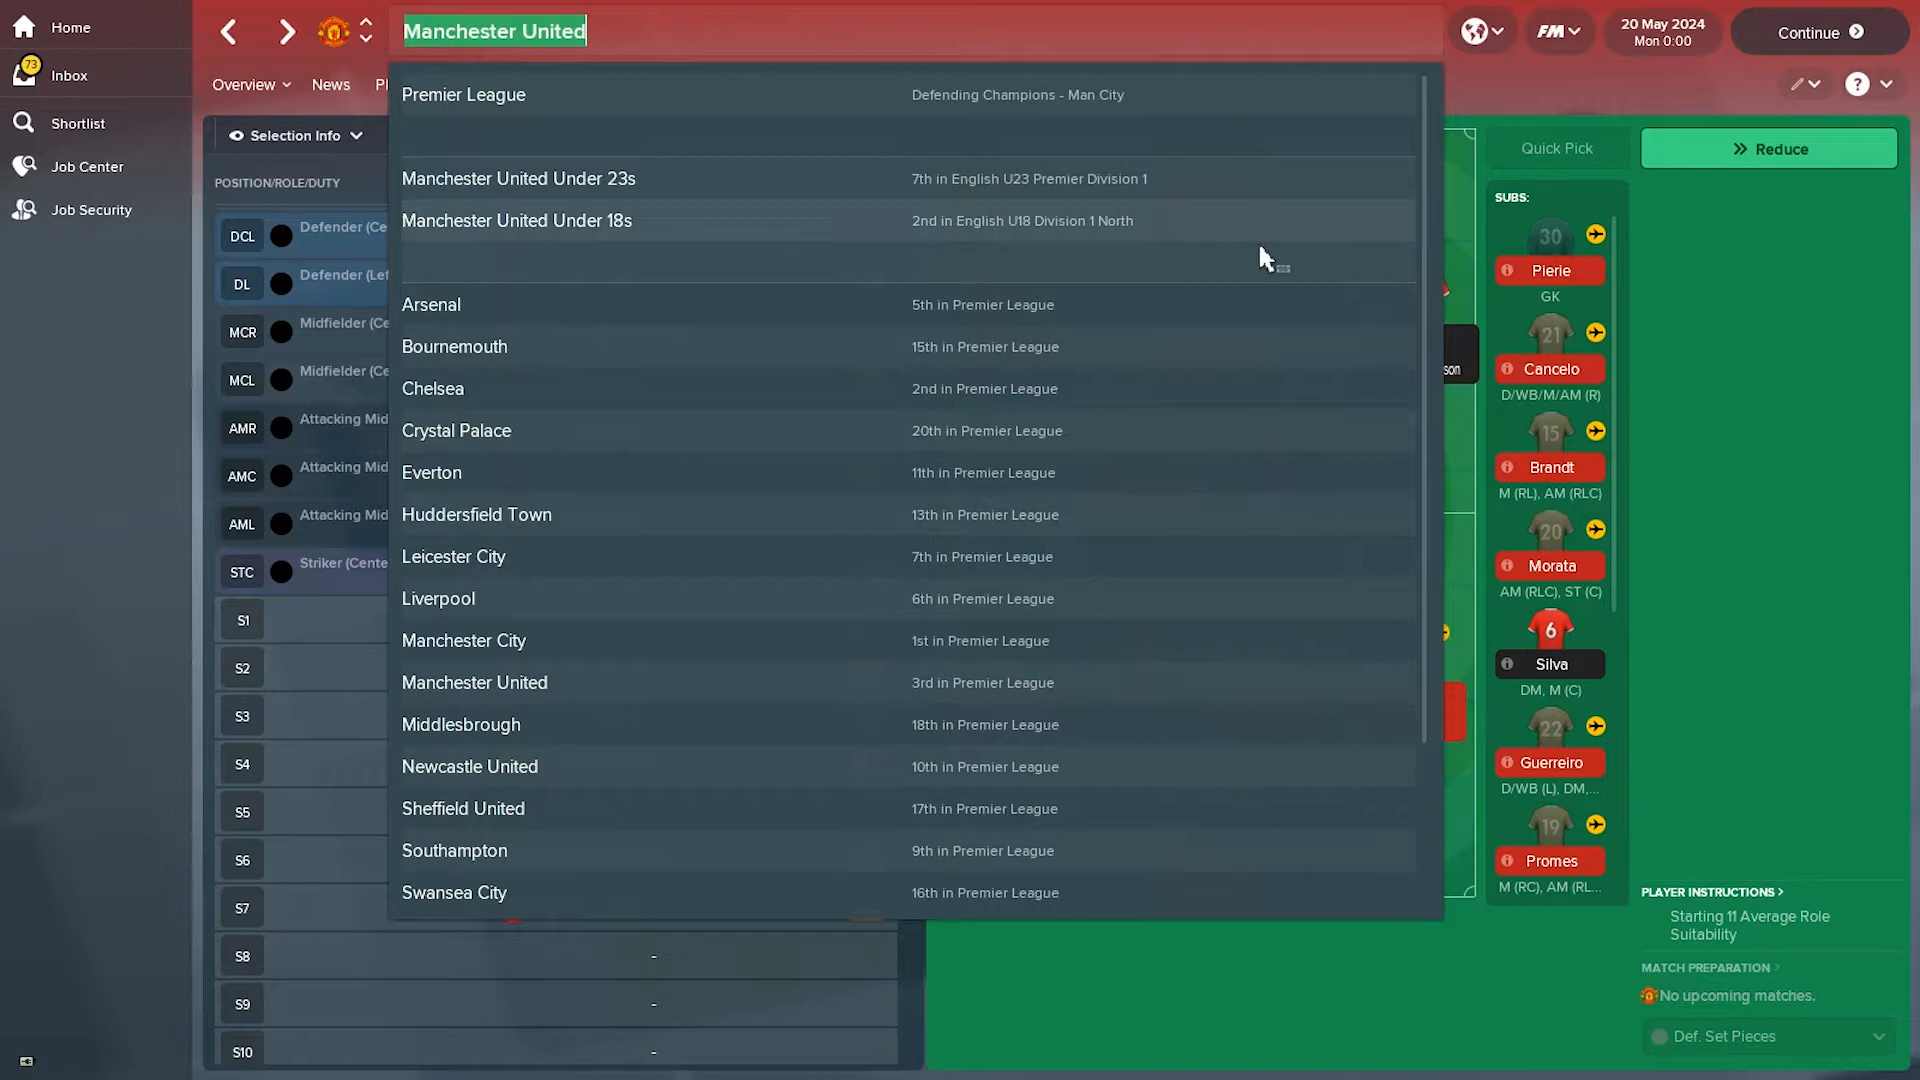 Home
73
Inbox
Shortlist
Job Center
Job Security
Manchester United
FM
20 May 2024
Mon 0:00
Continue
Overview
News
?
Selection Info
POSITION/ROLE/DUTY
DCL
Defender (Ce
DL
Defender (Lef
MCR
Midfielder (Ce
MCL
Midfielder (Ce
AMR
Attacking Mid
AMC
Attacking Mid
AML
Attacking Mid
STC
Striker (Cente
S1
S2
S3
S4
S5
S6
S7
S8 -
S9 -
S10 -
Premier League Defending Champions - Man City
Manchester United Under 23s 7th in English U23 Premier Division 1
Manchester United Under 18s 2nd in English U18 Division 1 North
Arsenal 5th in Premier League
Bournemouth 15th in Premier League
Chelsea 2nd in Premier League
Crystal Palace 20th in Premier League
Everton 11th in Premier League
Huddersfield Town 13th in Premier League
Leicester City 7th in Premier League
Liverpool 6th in Premier League
Manchester City 1st in Premier League
Manchester United 3rd in Premier League
Middlesbrough 18th in Premier League
Newcastle United 10th in Premier League
Sheffield United 17th in Premier League
Southampton 9th in Premier League
Swansea City 16th in Premier League
son
Quick Pick
Reduce
SUBS:
30
Pierie
GK
21
Cancelo
D/WB/M/AM (R)
15
Brandt
M (RL), AM (RLC)
20
Morata
AM (RLC), ST (C)
6
Silva
DM, M (C)
22
Guerreiro
D/WB (L), DM,...
19
Promes
M (RC), AM (RL...
PLAYER INSTRUCTIONS >
Starting 11 Average Role
Suitability
MATCH PREPARATION >
No upcoming matches.
Def. Set Pieces